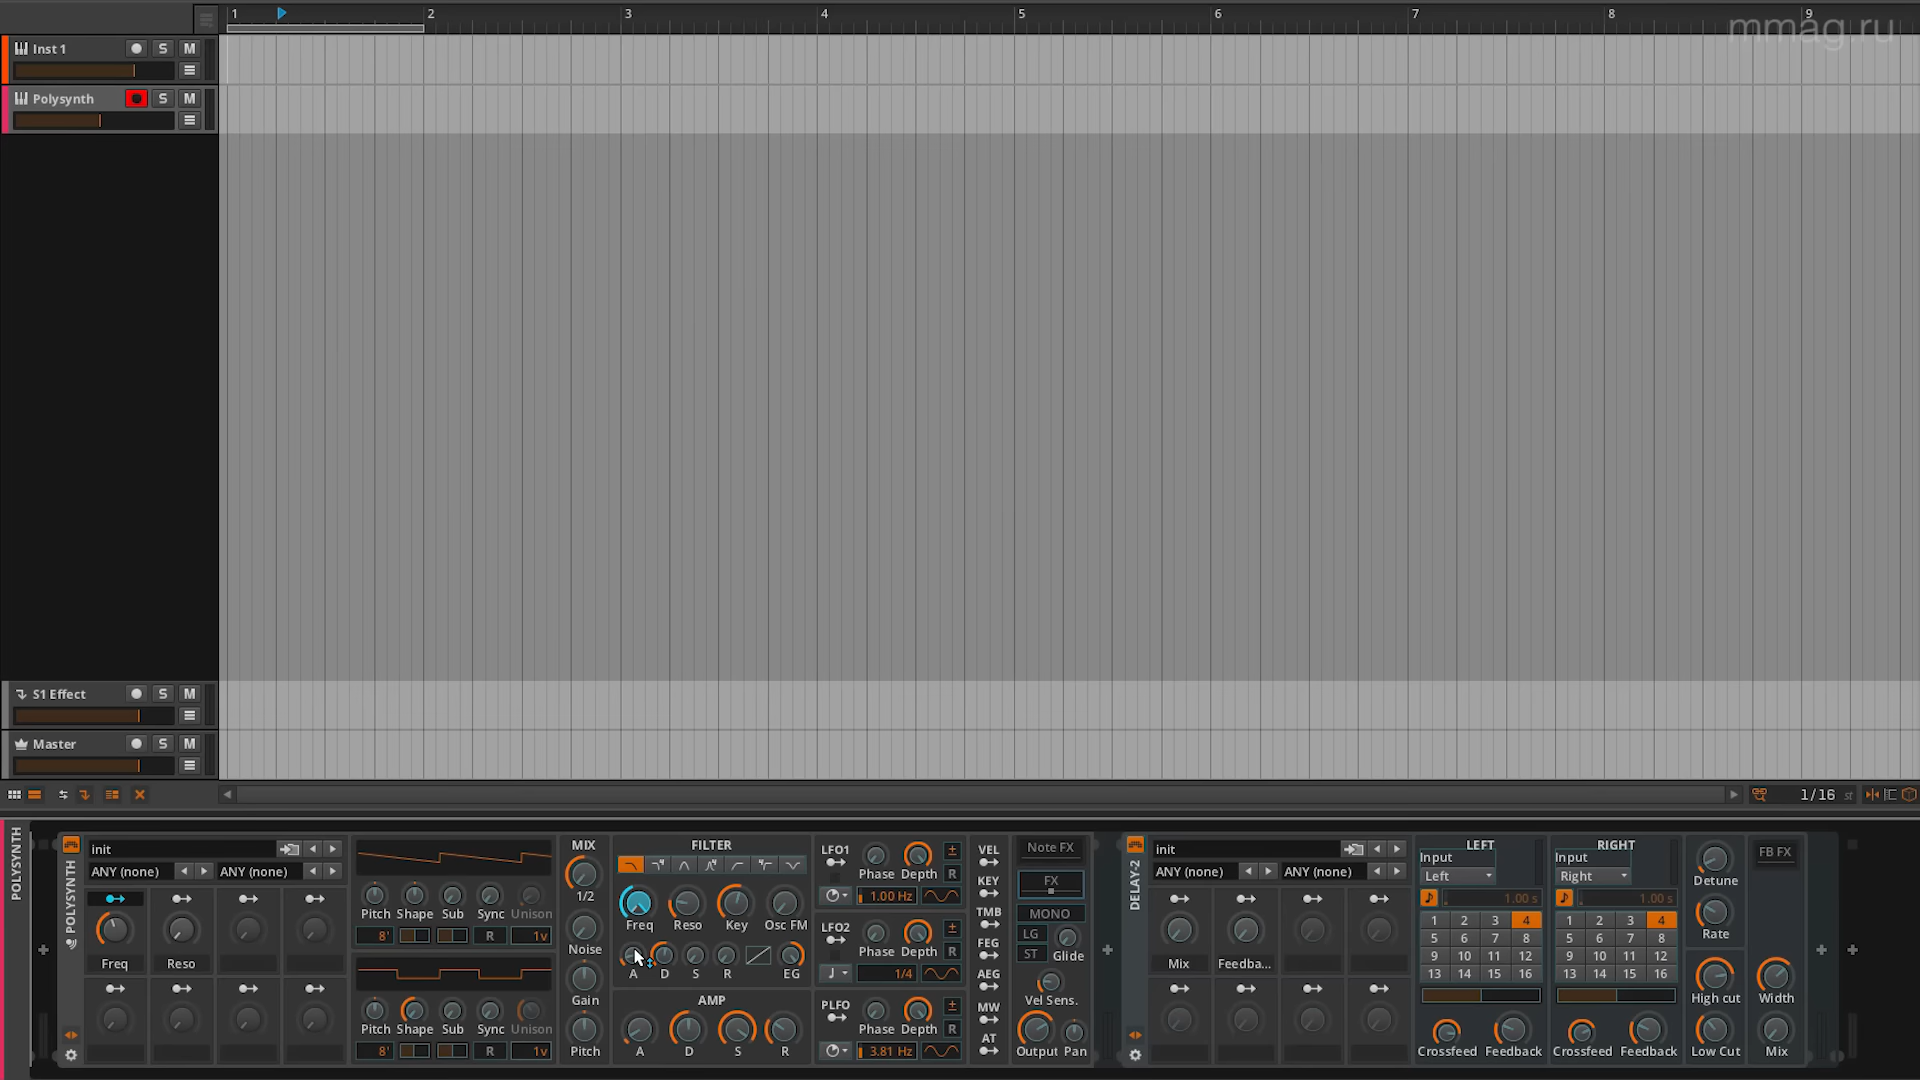 1 2 3 4 5 6 7 8 9
mmag.ru
Inst 1 S M
Polysynth S M
S1 Effect S M
Master S M
1/16 st
POLYSYNTH
POLYSYNTH
init
ANY (none) ANY (none)
Freq Reso
Pitch Shape Sub Sync Unison
8' R 1v
Pitch Shape Sub Sync Unison
8' R 1v
MIX
1/2
Noise
Gain
Pitch
FILTER
Freq Reso Key Osc FM
A D S R EG
AMP
A D S R
LFO1
Phase Depth ± R
1.00 Hz
LFO2
Phase Depth ± R
1/4
PLFO
Phase Depth ± R
3.81 Hz
VEL
KEY
TMB
FEG
AEG
MW
AT
Note FX
FX
MONO
LG
ST Glide
Vel Sens.
Output Pan
DELAY-2
init
ANY (none) ANY (none)
Mix Feedba...
LEFT
Input
Left
1.00 s
1 2 3 4
5 6 7 8
9 10 11 12
13 14 15 16
Crossfeed Feedback
RIGHT
Input
Right
1.00 s
1 2 3 4
5 6 7 8
9 10 11 12
13 14 15 16
Crossfeed Feedback
Detune
Rate
High cut
Low Cut
FB FX
Width
Mix